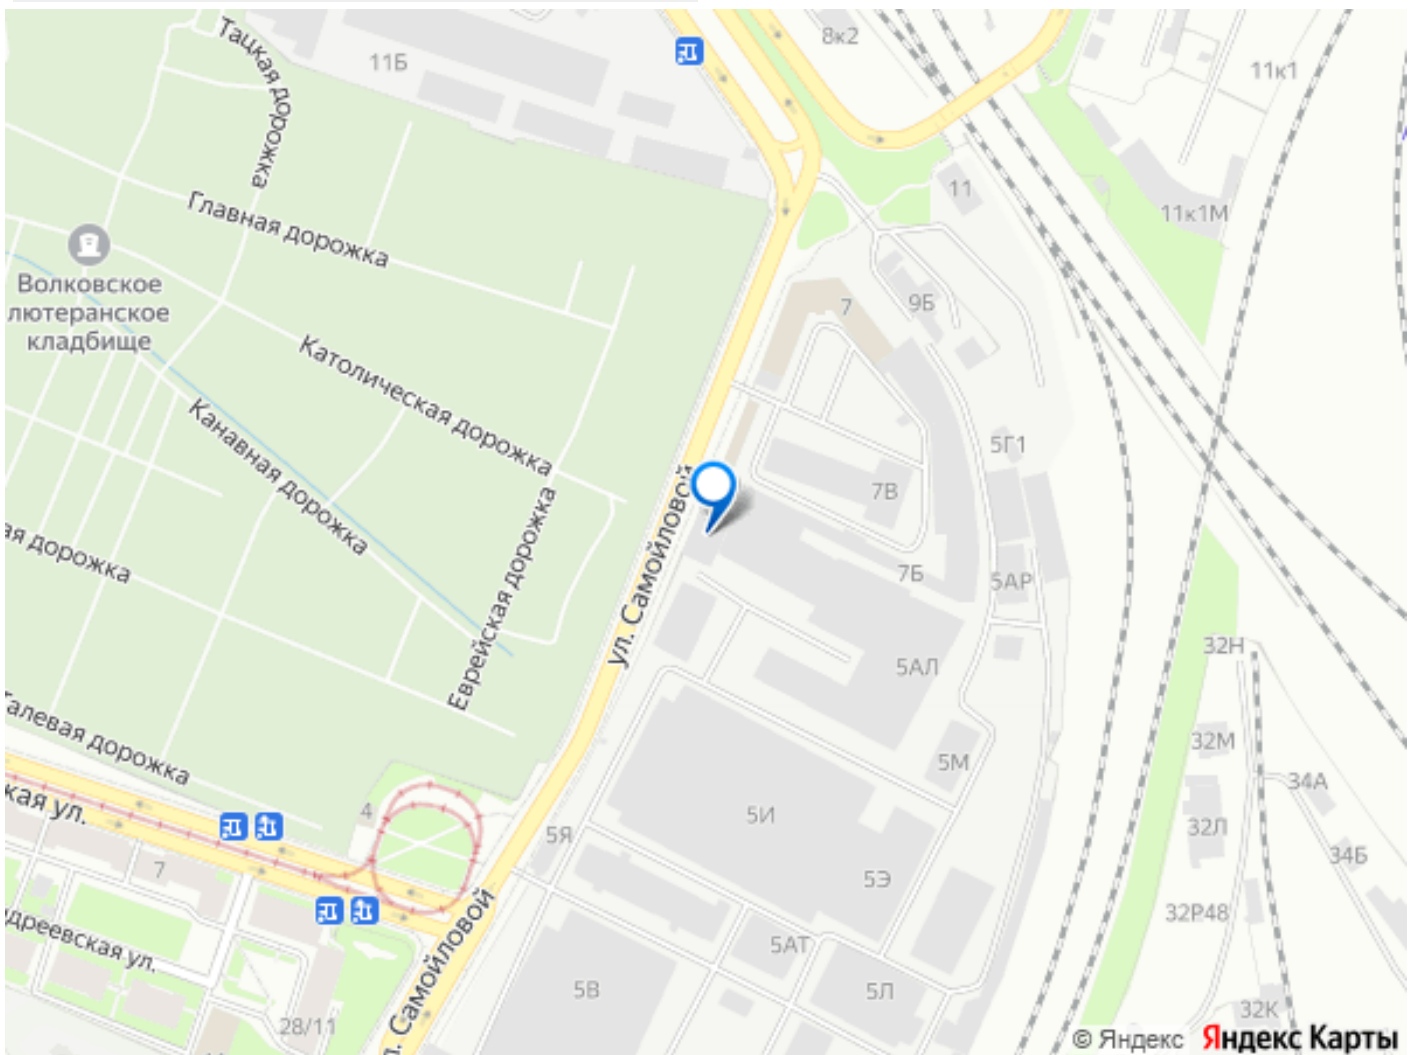 Тацкая дорожка
11Б
8к2
11к1
11
11к1М
Главная дорожка
Волковское
лютеранское
кладбище
7
9Б
Католическая дорожка
Канавная дорожка
5Г1
7В
ул. Самойловой
Еврейская дорожка
ая дорожка
7Б
5АР
5АЛ
32Н
32М
34А
5М
алевая дорожка
кая ул.
4
5И
5Я
32Л
34Б
7
5Э
32Р48
дреевская ул.
5АТ
5В
5Л
32К
28/11
л. Самойловой
© Яндекс Яндекс Карты